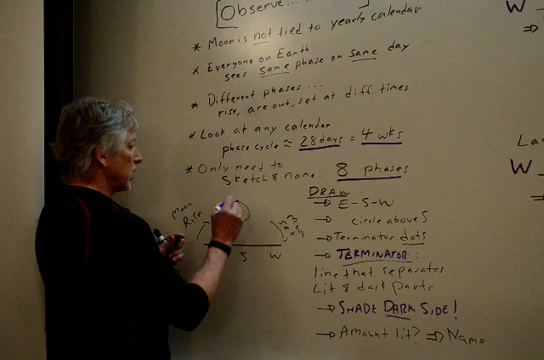 Observe...
* Moon is not tied to yearly calendar
* Everyone on Earth
sees same phase on same day
* Different phases...
rise, are out, set at diff. times
* Look at any calendar
phase cycle ≈ 28 days = 4 wks
* Only need to
sketch & name: 8 phases
DRAW
→ E-S-W
→ circle above S
→ Terminator dots
→ TERMINATOR:
line that separates
Lit & dark parts
→ SHADE DARK SIDE!
→ Amount lit? ⇒ Name
Moon
Rise
S
W
W
⇒
La
W